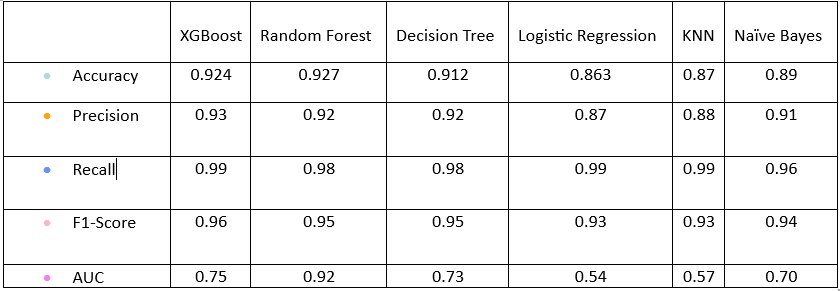 XGBoost Random Forest Decision Tree Logistic Regression KNN Naïve Bayes
• Accuracy 0.924 0.927 0.912 0.863 0.87 0.89
• Precision 0.93 0.92 0.92 0.87 0.88 0.91
• Recall 0.99 0.98 0.98 0.99 0.99 0.96
• F1-Score 0.96 0.95 0.95 0.93 0.93 0.94
• AUC 0.75 0.92 0.73 0.54 0.57 0.70